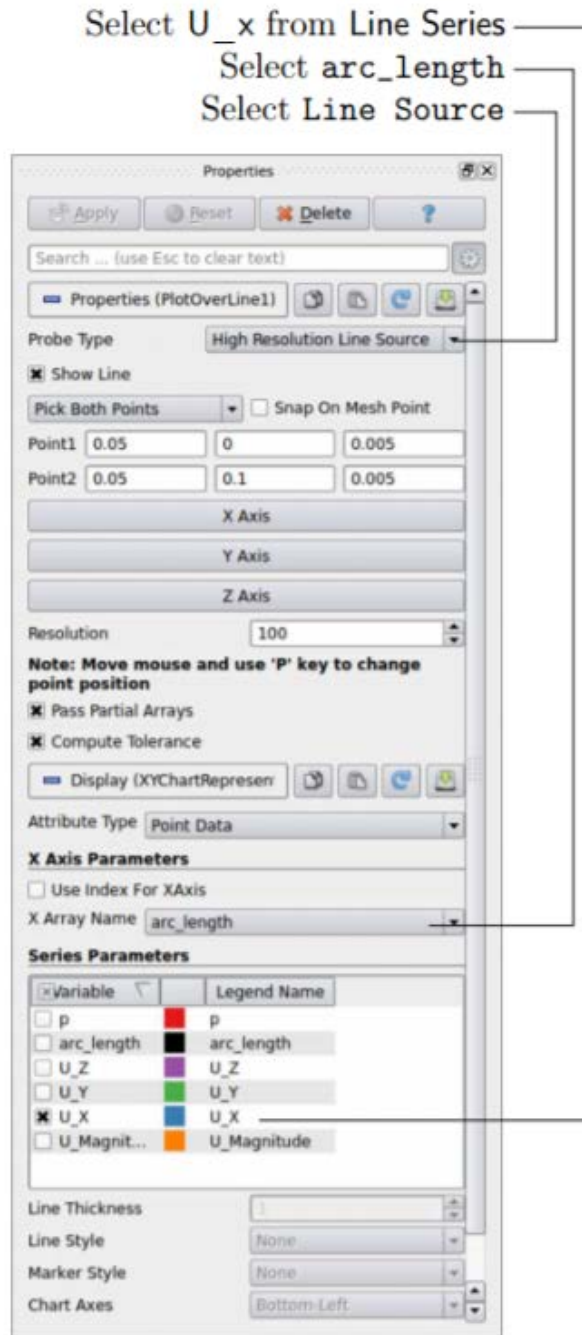 Select U_x from Line Series
Select arc_length
Select Line Source
Properties
Apply Reset Delete ?
Search ... (use Esc to clear text)
Properties (PlotOverLine1)
Probe Type High Resolution Line Source
Show Line
Pick Both Points Snap On Mesh Point
Point1 0.05 0 0.005
Point2 0.05 0.1 0.005
X Axis
Y Axis
Z Axis
Resolution 100
Note: Move mouse and use 'P' key to change
point position
Pass Partial Arrays
Compute Tolerance
Display (XYChartRepresen
Attribute Type Point Data
X Axis Parameters
Use Index For XAxis
X Array Name arc_length
Series Parameters
Variable Legend Name
p p
arc_length arc_length
U_Z U_Z
U_Y U_Y
U_X U_X
U_Magnit... U_Magnitude
Line Thickness 1
Line Style None
Marker Style None
Chart Axes Bottom-Left